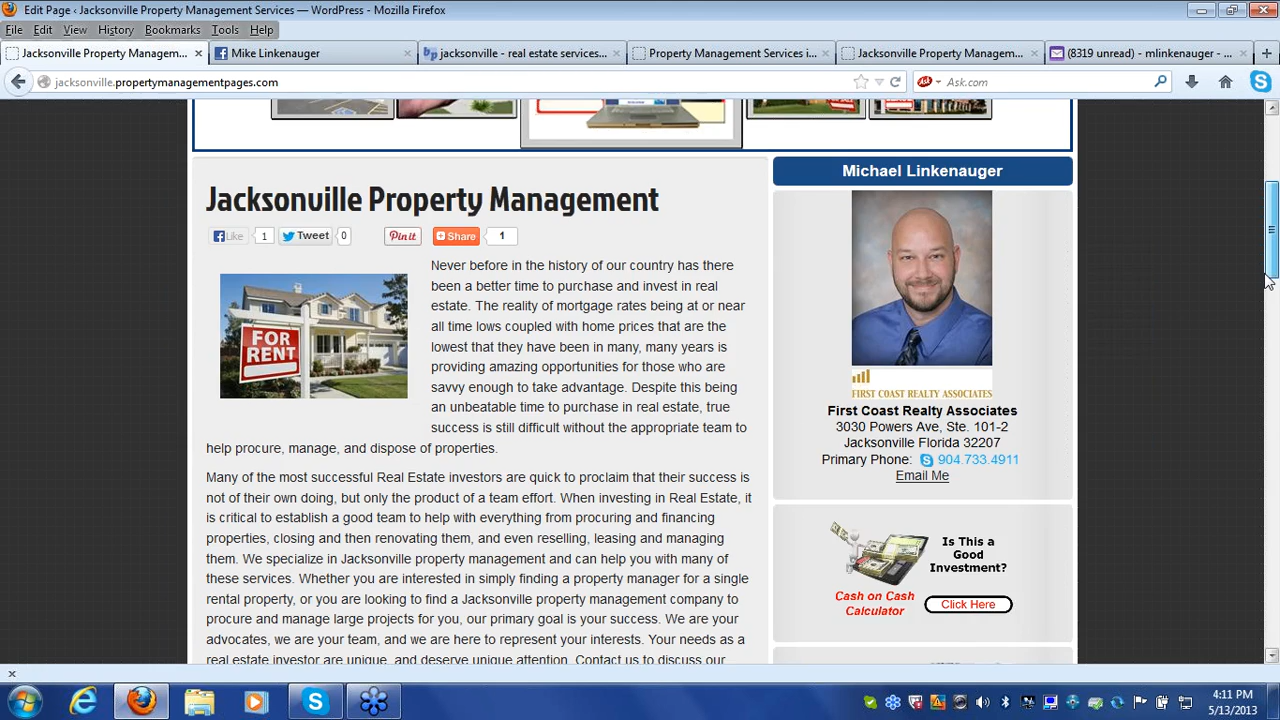 Edit Page ‹ Jacksonville Property Management Services — WordPress - Mozilla Firefox
File Edit View History Bookmarks Tools Help
Jacksonville Property Managem... Mike Linkenauger jacksonville - real estate services... Property Management Services i... Jacksonville Property Managem... (8319 unread) - mlinkenauger - ...
jacksonville.propertymanagementpages.com Ask.com
Michael Linkenauger
Jacksonville Property Management
Like 1 Tweet 0 Pin it Share 1
FOR RENT
Never before in the history of our country has there
been a better time to purchase and invest in real
estate. The reality of mortgage rates being at or near
all time lows coupled with home prices that are the
lowest that they have been in many, many years is
providing amazing opportunities for those who are
savvy enough to take advantage. Despite this being
an unbeatable time to purchase in real estate, true
success is still difficult without the appropriate team to
help procure, manage, and dispose of properties.
Many of the most successful Real Estate investors are quick to proclaim that their success is
not of their own doing, but only the product of a team effort. When investing in Real Estate, it
is critical to establish a good team to help with everything from procuring and financing
properties, closing and then renovating them, and even reselling, leasing and managing
them. We specialize in Jacksonville property management and can help you with many of
these services. Whether you are interested in simply finding a property manager for a single
rental property, or you are looking to find a Jacksonville property management company to
procure and manage large projects for you, our primary goal is your success. We are your
advocates, we are your team, and we are here to represent your interests. Your needs as a
real estate investor are unique, and deserve unique attention. Contact us to discuss our
FIRST COAST REALTY ASSOCIATES
First Coast Realty Associates
3030 Powers Ave, Ste. 101-2
Jacksonville Florida 32207
Primary Phone: 904.733.4911
Email Me
Is This a
Good
Investment?
Cash on Cash
Calculator
Click Here
4:11 PM
5/13/2013